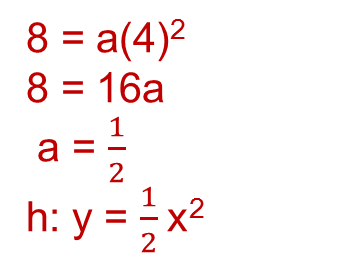 8 = a(4)²
8 = 16a
a = 1/2
h: y = 1/2 x²